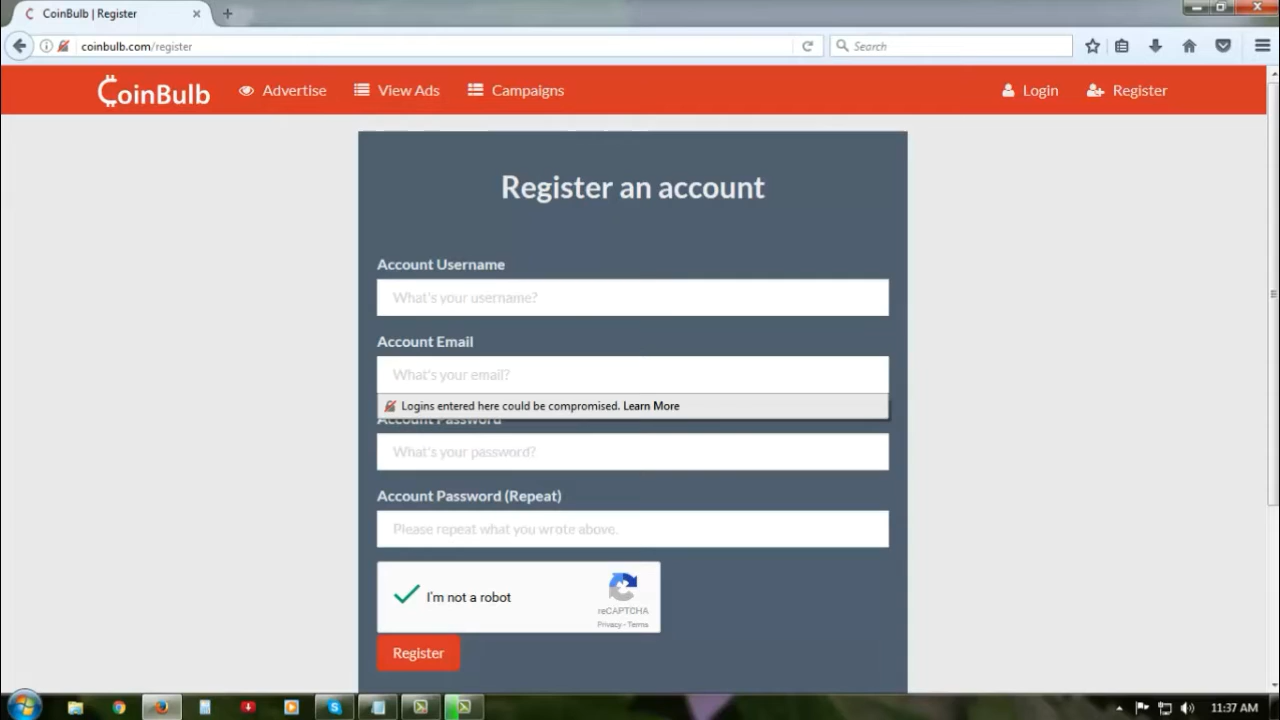 CoinBulb | Register
coinbulb.com/register
Search
CoinBulb
Advertise
View Ads
Campaigns
Login
Register
Register an account
Account Username
What's your username?
Account Email
What's your email?
Logins entered here could be compromised. Learn More
Account Password
What's your password?
Account Password (Repeat)
Please repeat what you wrote above.
I'm not a robot
reCAPTCHA
Privacy - Terms
Register
11:37 AM